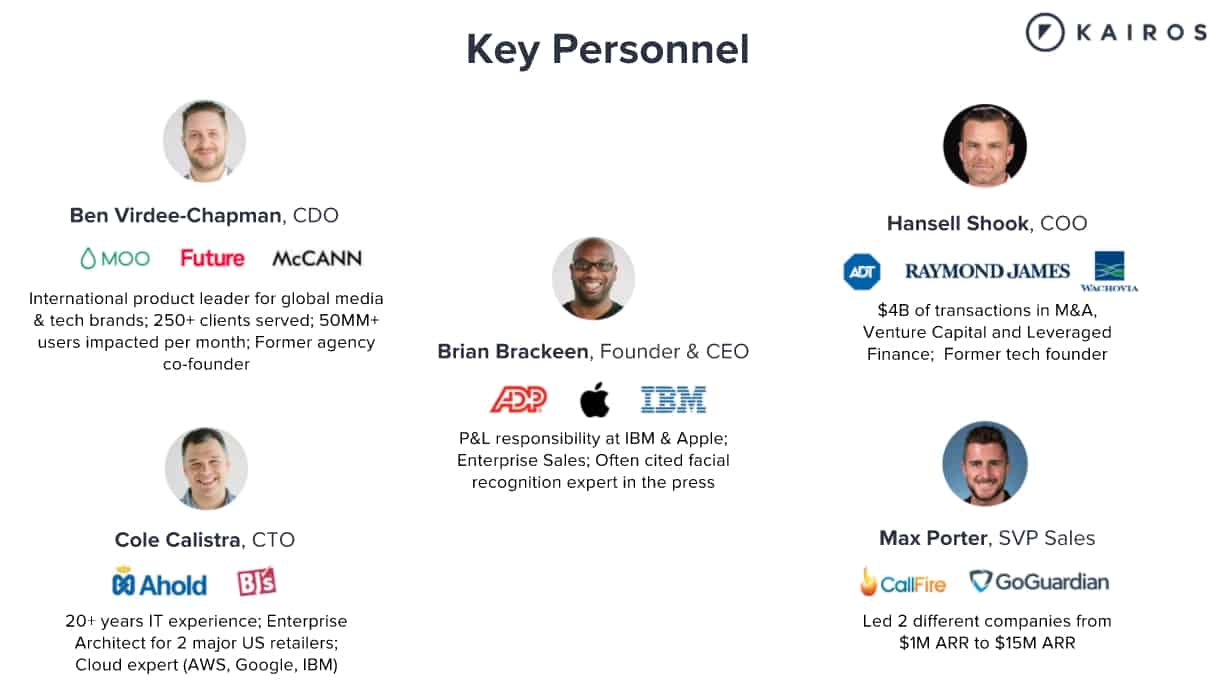 Key Personnel
KAIROS
Ben Virdee-Chapman, CDO
MOO Future McCANN
International product leader for global media
& tech brands; 250+ clients served; 50MM+
users impacted per month; Former agency
co-founder
Cole Calistra, CTO
Ahold BJ's
20+ years IT experience; Enterprise
Architect for 2 major US retailers;
Cloud expert (AWS, Google, IBM)
Brian Brackeen, Founder & CEO
ADP IBM
P&L responsibility at IBM & Apple;
Enterprise Sales; Often cited facial
recognition expert in the press
Hansell Shook, COO
ADT RAYMOND JAMES WACHOVIA
$4B of transactions in M&A,
Venture Capital and Leveraged
Finance;  Former tech founder
Max Porter, SVP Sales
CallFire GoGuardian
Led 2 different companies from
$1M ARR to $15M ARR